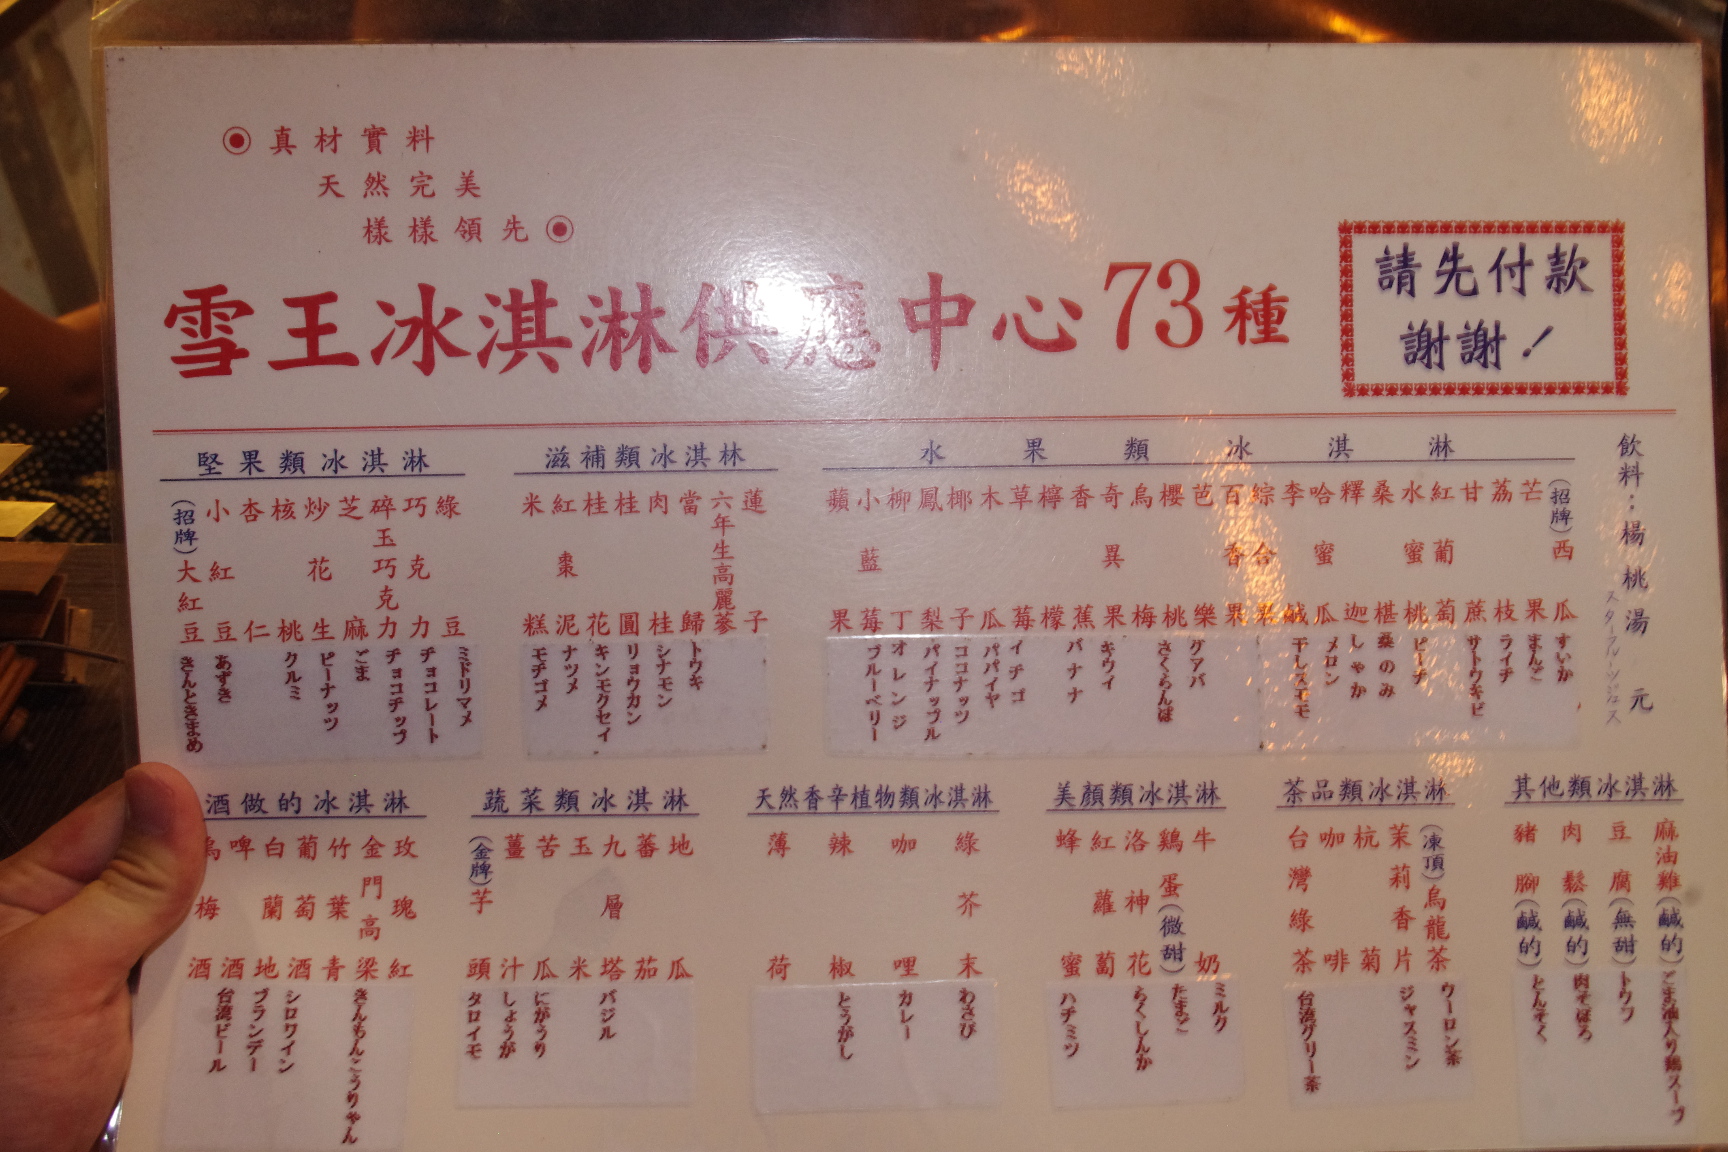 ◉真材實料
天然完美
樣樣領先◉
雪王冰淇淋供應中心73種
請先付款
謝謝!
飲料:楊桃湯 元
スターフルーツジュース
水果類冰淇淋
(招牌)西瓜 すいか
芒果 まんご
荔枝 ライチ
甘蔗 サトウキビ
紅葡萄
水蜜桃 ピーチ
桑椹 桑のみ
釋迦 しゃか
哈蜜瓜 メロン
李鹹 干しスモモ
綜合果
百香果
芭樂 グアバ
櫻桃 さくらんぼ
烏梅
奇異果 キウイ
香蕉 バナナ
檸檬
草莓 イチゴ
木瓜 パパイヤ
椰子 ココナッツ
鳳梨 パイナップル
柳丁 オレンジ
小藍莓 ブルーベリー
蘋果
滋補類冰淇林
蓮子
六年生高麗蔘
當歸 トウキ
肉桂 シナモン
桂圓 リョウカン
桂花 キンモクセイ
紅棗泥 ナツメ
米糕 モチゴメ
堅果類冰淇淋
綠豆 ミドリマメ
巧克力 チョコレート
碎玉巧克力 チョコチップ
芝麻 ごま
炒花生 ピーナッツ
核桃 クルミ
杏仁
小紅豆 あずき
(招牌)大紅豆 きんときまめ
其他類冰淇淋
麻油雞(鹹的) ごま油入り鶏スープ
豆腐(無甜) トウフ
肉鬆(鹹的) 肉そぼろ
豬腳(鹹的) とんそく
茶品類冰淇淋
(凍頂)烏龍茶 ウーロン茶
茉莉香片 ジャスミン
杭菊
咖啡
台灣綠茶 台湾グリー茶
美顏類冰淇淋
牛奶 ミルク
鷄蛋(微甜) たまご
洛神花 らくしんか
紅蘿蔔
蜂蜜 ハチミツ
天然香辛植物類冰淇淋
綠芥末 わさび
咖哩 カレー
辣椒 とうがし
薄荷
蔬菜類冰淇淋
地瓜
蕃茄
九層塔 バジル
玉米
苦瓜 にがうり
薑汁 しょうが
(金牌)芋頭 タロイモ
酒做的冰淇淋
玫瑰紅
金門高梁 きんもんこうりゃん
竹葉青
葡萄酒 シロワイン
白蘭地 ブランデー
啤酒 台湾ビール
烏梅酒